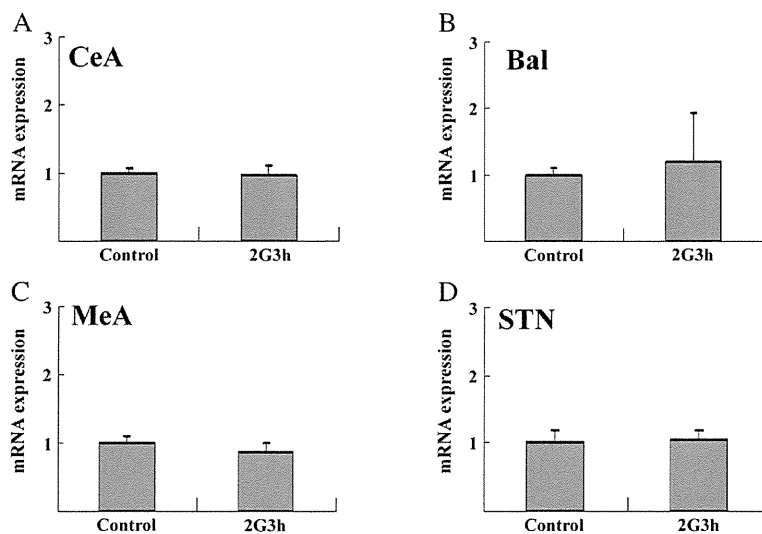 A
CeA
mRNA expression
3
2
1
Control
2G3h
B
Bal
mRNA expression
3
2
1
Control
2G3h
C
MeA
mRNA expression
3
2
1
Control
2G3h
D
STN
mRNA expression
3
2
1
Control
2G3h